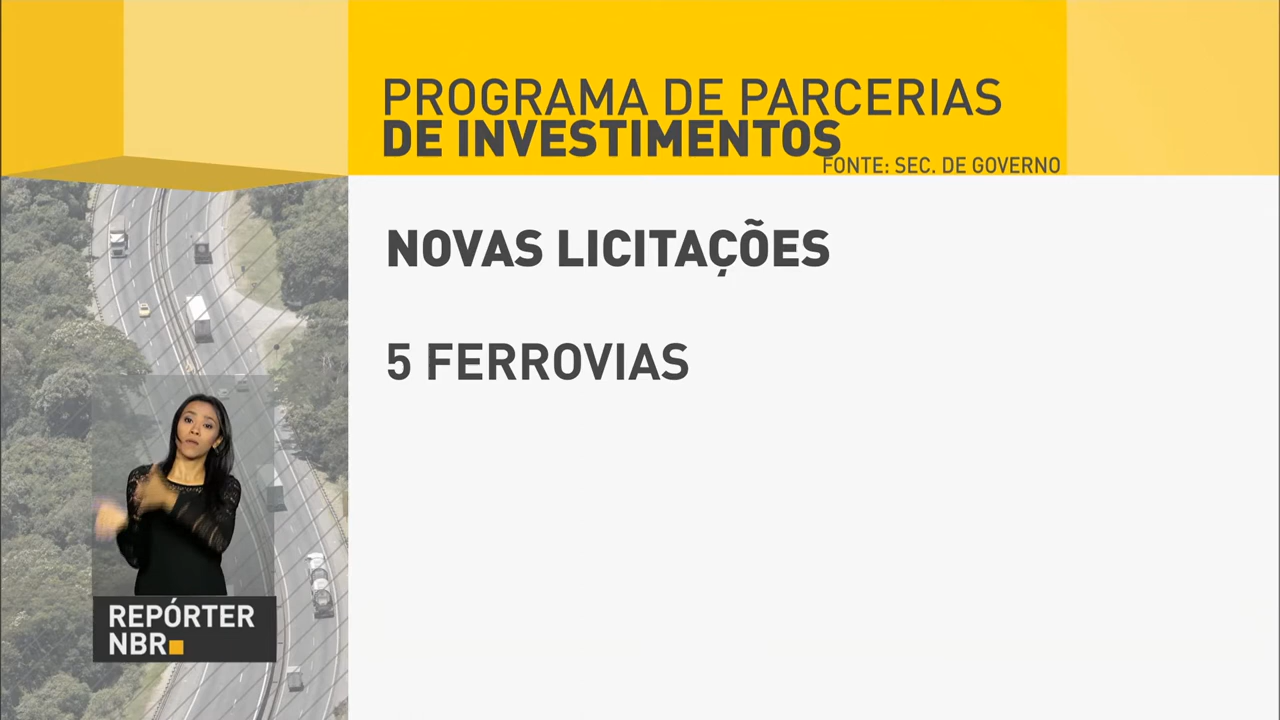 PROGRAMA DE PARCERIAS
DE INVESTIMENTOS
FONTE: SEC. DE GOVERNO
NOVAS LICITAÇÕES
5 FERROVIAS
REPÓRTER
NBR